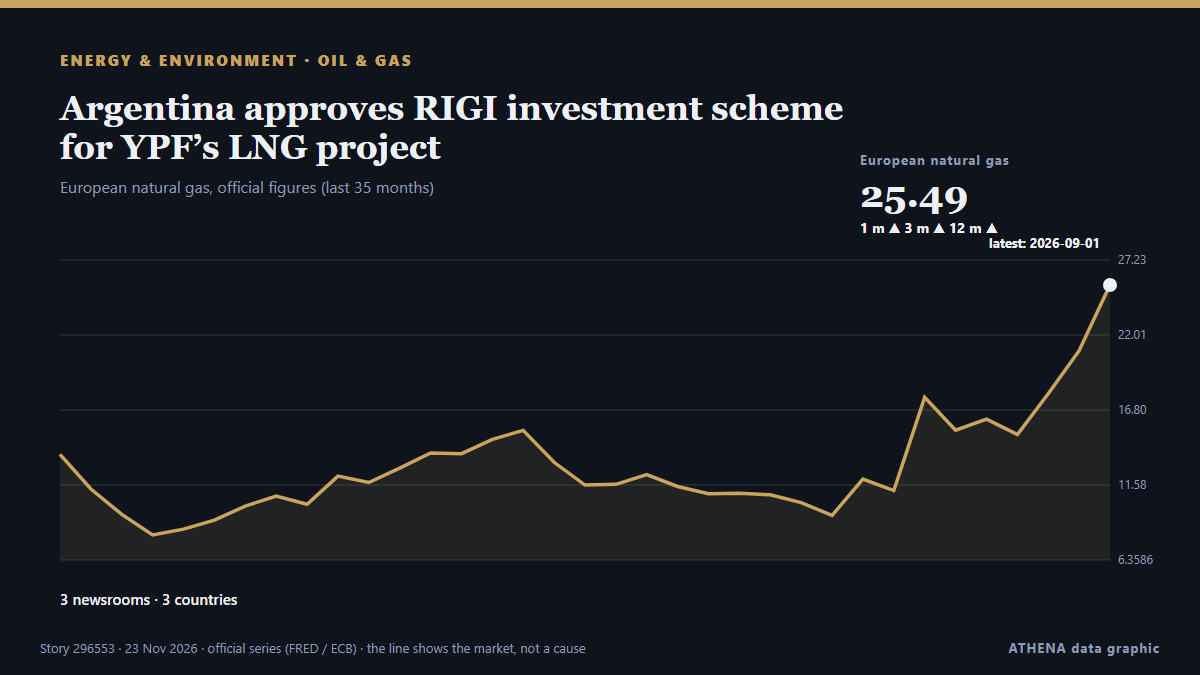 ENERGY & ENVIRONMENT · OIL & GAS
Argentina approves RIGI investment scheme
for YPF’s LNG project
European natural gas, official figures (last 35 months)
European natural gas
25.49
1 m ▲ 3 m ▲ 12 m ▲
latest: 2026-09-01
27.23
22.01
16.80
11.58
6.3586
3 newsrooms · 3 countries
Story 296553 · 23 Nov 2026 · official series (FRED / ECB) · the line shows the market, not a cause
ATHENA data graphic